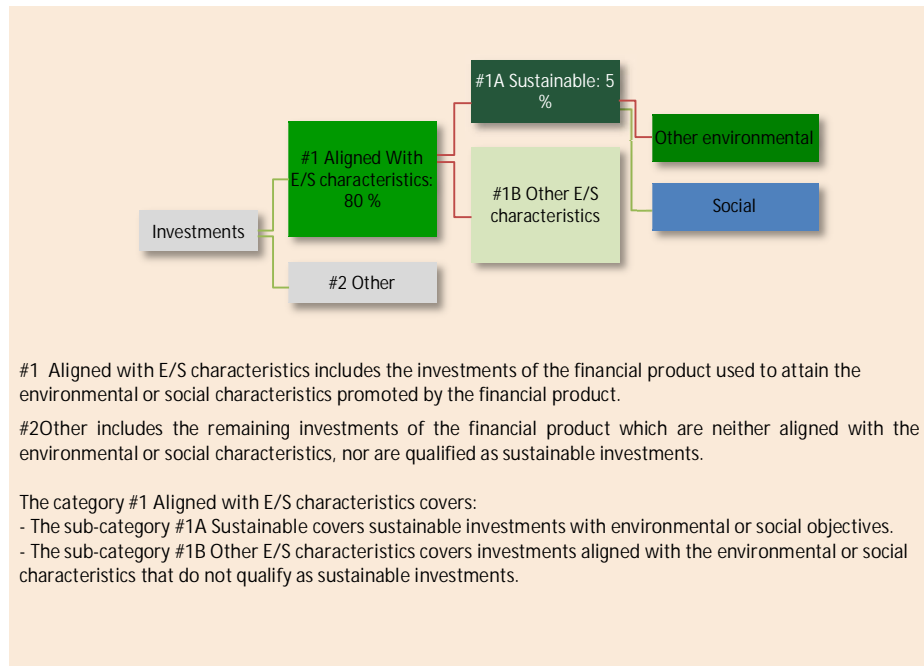 #1A Sustainable: 5
%
Other environmental
#1 Aligned With
E/S characteristics:
80 %
#1B Other E/S
characteristics
Social
Investments
#2 Other
#1 Aligned with E/S characteristics includes the investments of the financial product used to attain the
environmental or social characteristics promoted by the financial product.
#2Other includes the remaining investments of the financial product which are neither aligned with the
environmental or social characteristics, nor are qualified as sustainable investments.
The category #1 Aligned with E/S characteristics covers:
- The sub-category #1A Sustainable covers sustainable investments with environmental or social objectives.
- The sub-category #1B Other E/S characteristics covers investments aligned with the environmental or social
characteristics that do not qualify as sustainable investments.